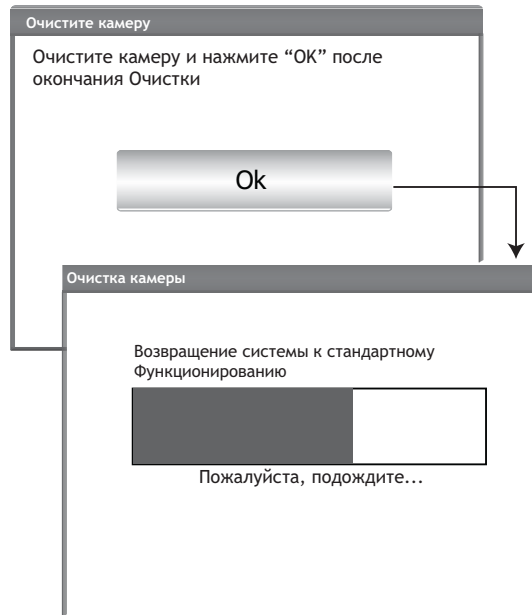 Очистите камеру
Очистите камеру и нажмите “OK” после
окончания Очистки
Ok
Очистка камеры
Возвращение системы к стандартному
Функционированию
Пожалуйста, подождите...